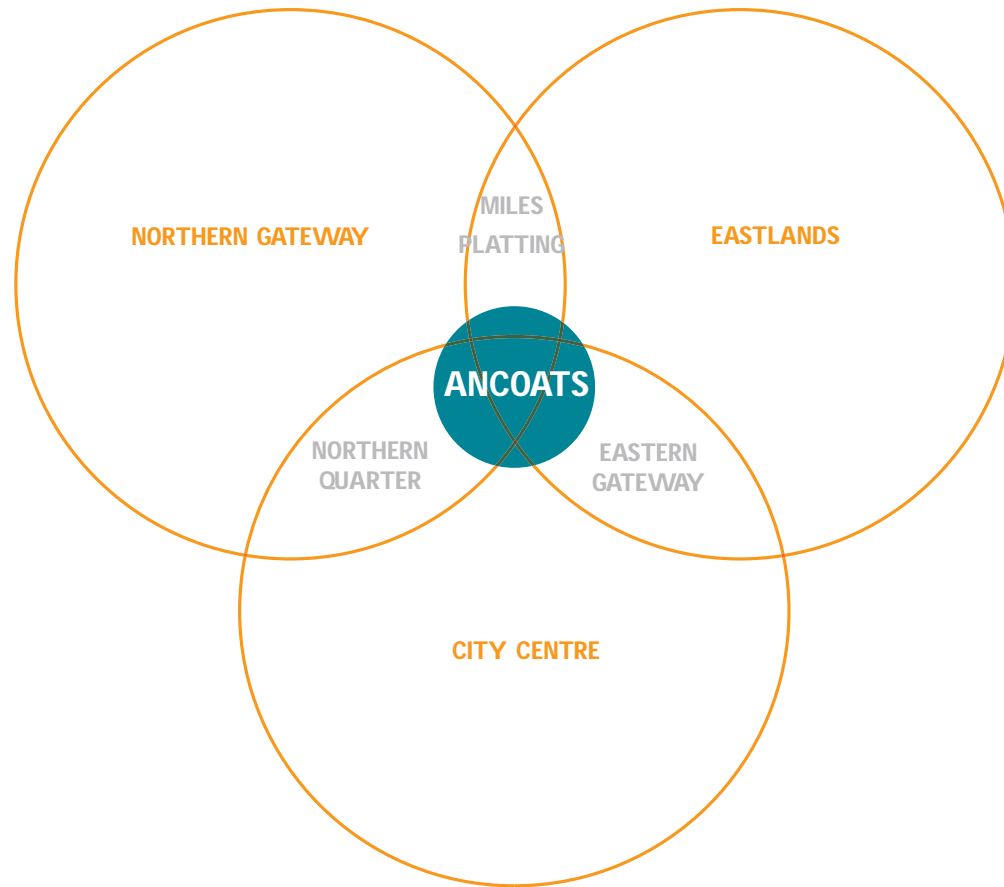 MILES
PLATTING
NORTHERN GATEWAY
EASTLANDS
ANCOATS
NORTHERN
QUARTER
EASTERN
GATEWAY
CITY CENTRE